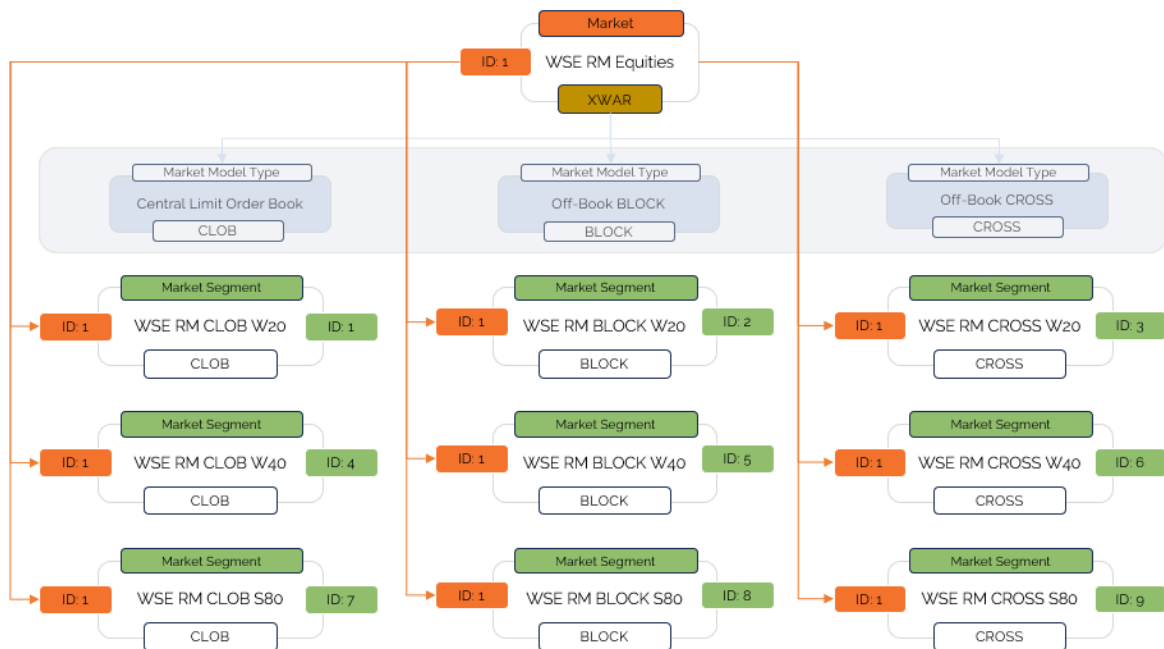 Market
ID: 1
WSE RM Equities
XWAR
Market Model Type
Central Limit Order Book
CLOB
Market Model Type
Off-Book BLOCK
BLOCK
Market Model Type
Off-Book CROSS
CROSS
Market Segment
ID: 1
WSE RM CLOB W20
ID: 1
CLOB
Market Segment
ID: 1
WSE RM BLOCK W20
ID: 2
BLOCK
Market Segment
ID: 1
WSE RM CROSS W20
ID: 3
CROSS
Market Segment
ID: 1
WSE RM CLOB W40
ID: 4
CLOB
Market Segment
ID: 1
WSE RM BLOCK W40
ID: 5
BLOCK
Market Segment
ID: 1
WSE RM CROSS W40
ID: 6
CROSS
Market Segment
ID: 1
WSE RM CLOB S80
ID: 7
CLOB
Market Segment
ID: 1
WSE RM BLOCK S80
ID: 8
BLOCK
Market Segment
ID: 1
WSE RM CROSS S80
ID: 9
CROSS